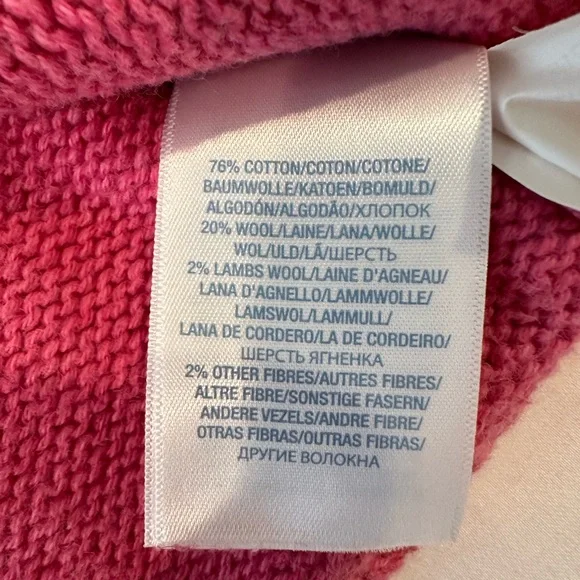 76% COTTON/COTON/COTONE/
BAUMWOLLE/KATOEN/BOMULD/
ALGODÓN/ALGODÃO/ХЛОПОК
20% WOOL/LAINE/LANA/WOLLE/
WOL/ULD/LÃ/ШЕРСТЬ
2% LAMBS WOOL/LAINE D'AGNEAU/
LANA D'AGNELLO/LAMMWOLLE/
LAMSWOL/LAMMULL/
LANA DE CORDERO/LA DE CORDEIRO/
ШЕРСТЬ ЯГНЕНКА
2% OTHER FIBRES/AUTRES FIBRES/
ALTRE FIBRE/SONSTIGE FASERN/
ANDERE VEZELS/ANDRE FIBRE/
OTRAS FIBRAS/OUTRAS FIBRAS/
ДРУГИЕ ВОЛОКНА